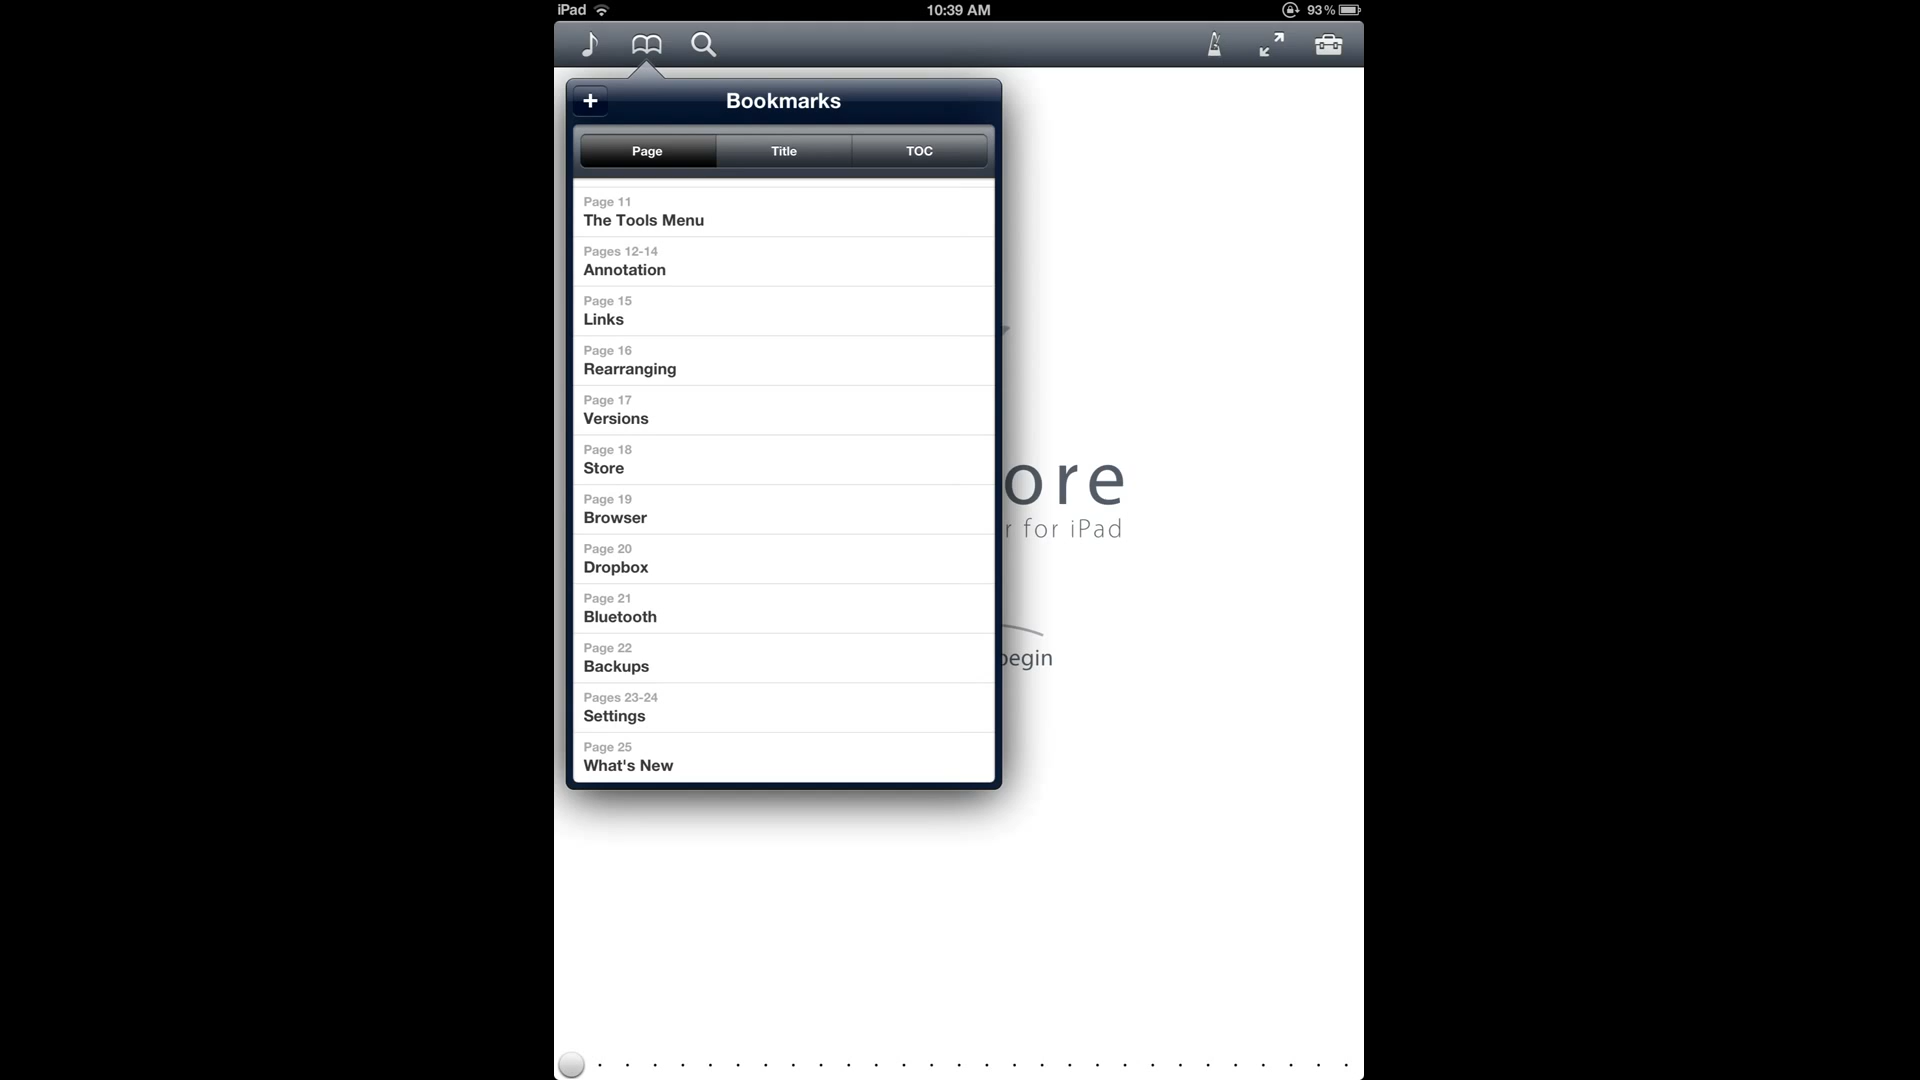 iPad 10:39 AM 93%
Bookmarks
Page Title TOC
Page 11
The Tools Menu
Pages 12-14
Annotation
Page 15
Links
Page 16
Rearranging
Page 17
Versions
Page 18
Store
Page 19
Browser
Page 20
Dropbox
Page 21
Bluetooth
Page 22
Backups
Pages 23-24
Settings
Page 25
What's New
ore
r for iPad
begin